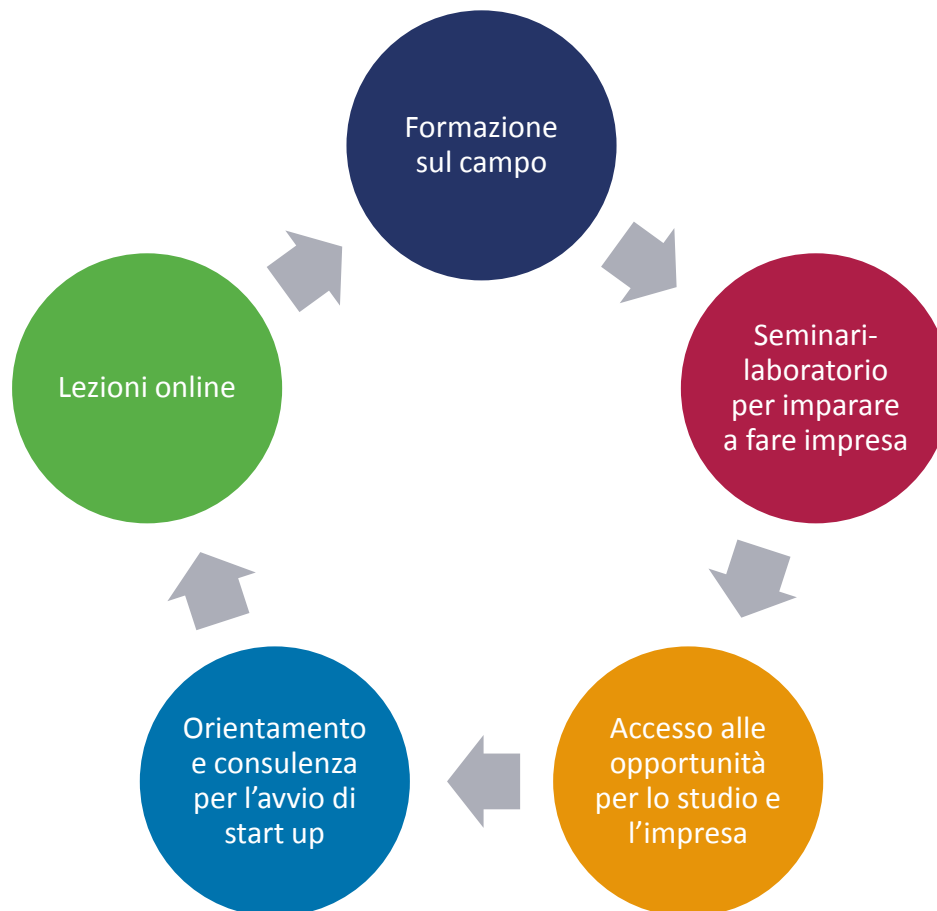 Formazione
sul campo
Seminari-
laboratorio
per imparare
a fare impresa
Accesso alle
opportunità
per lo studio e
l’impresa
Orientamento
e consulenza
per l’avvio di
start up
Lezioni online